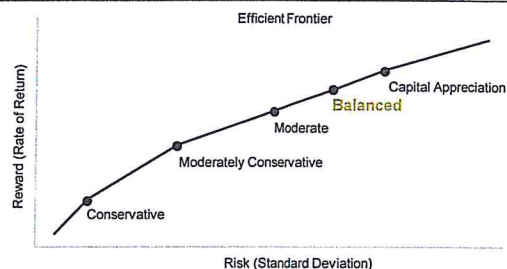 Efficient Frontier
Reward (Rate of Return)
Capital Appreciation
Balanced
Moderate
Moderately Conservative
Conservative
Risk (Standard Deviation)